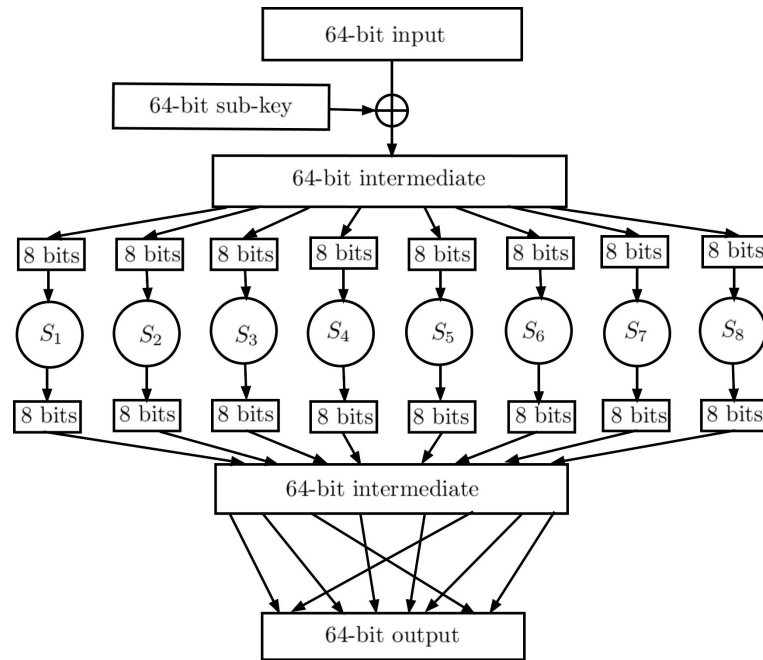 64-bit input
64-bit sub-key
64-bit intermediate
8 bits 8 bits 8 bits 8 bits 8 bits 8 bits 8 bits 8 bits
S1 S2 S3 S4 S5 S6 S7 S8
8 bits 8 bits 8 bits 8 bits 8 bits 8 bits 8 bits 8 bits
64-bit intermediate
64-bit output